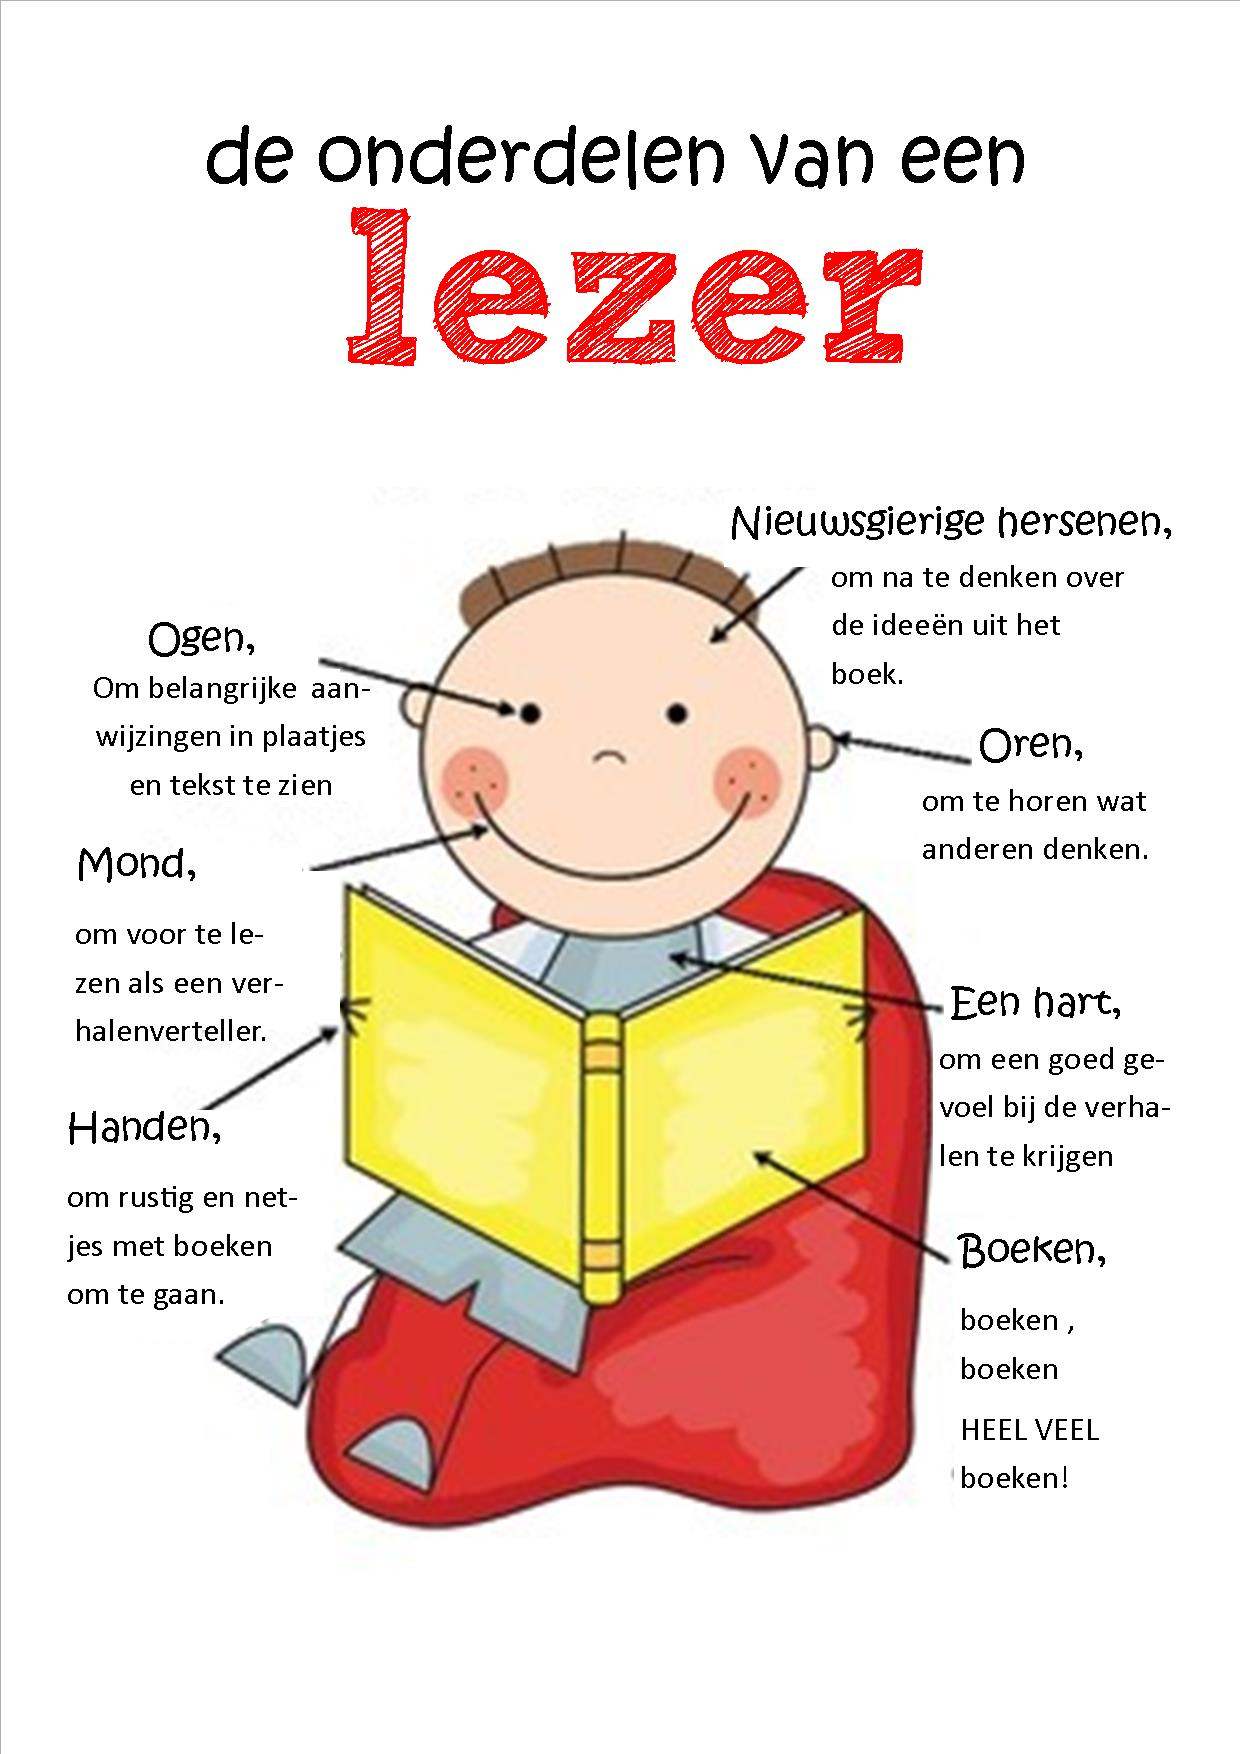 de onderdelen van een
lezer
Nieuwsgierige hersenen,
om na te denken over
de ideeën uit het
boek.
Ogen,
Om belangrijke aan-
wijzingen in plaatjes
en tekst te zien
Oren,
om te horen wat
anderen denken.
Mond,
om voor te le-
zen als een ver-
halenverteller.
Een hart,
om een goed ge-
voel bij de verha-
len te krijgen
Handen,
om rustig en net-
jes met boeken
om te gaan.
Boeken,
boeken ,
boeken
HEEL VEEL
boeken!